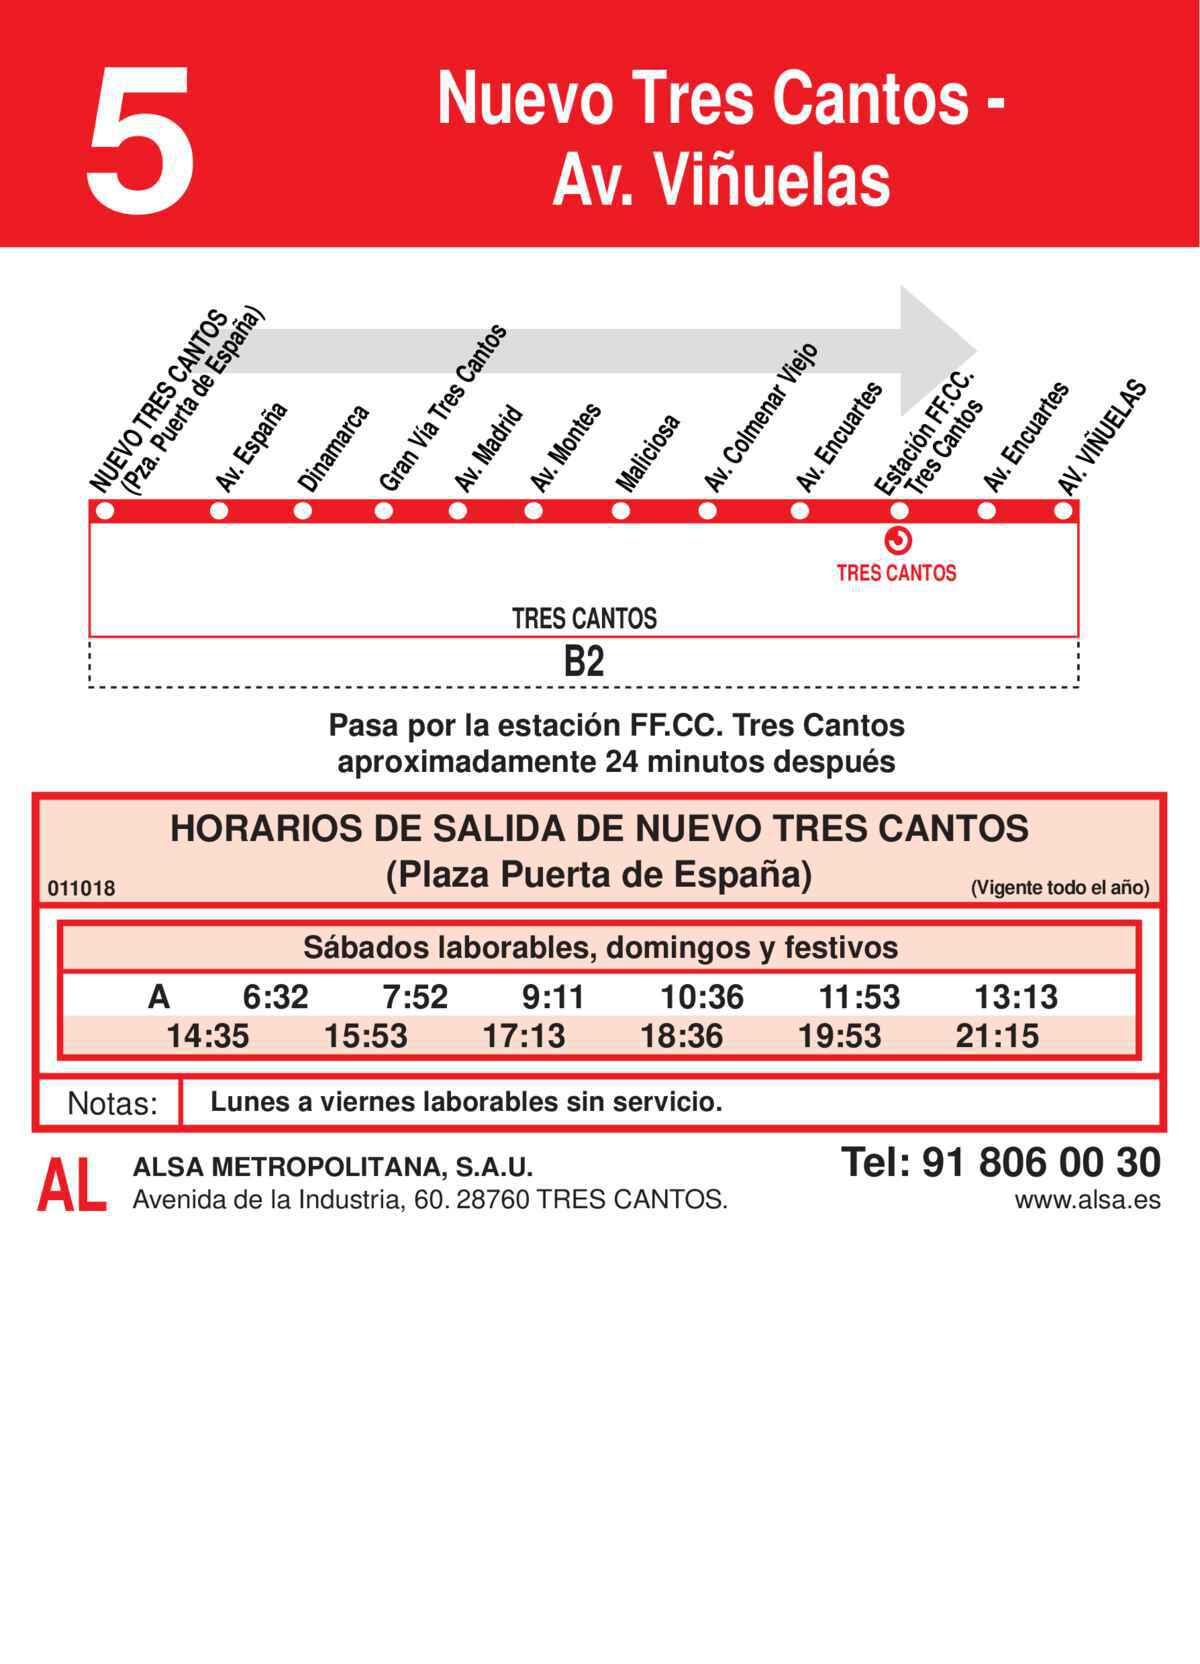 5
Nuevo Tres Cantos -
Av. Viñuelas
NUEVO TRES CANTOS
(Pza. Puerta de España)
Av. España
Dinamarca
Gran Vía Tres Cantos
Av. Madrid
Av. Montes
Maliciosa
Av. Colmenar Viejo
Av. Encuartes
Estación FF.CC.
Tres Cantos
Av. Encuartes
AV. VIÑUELAS
TRES CANTOS
TRES CANTOS
B2
Pasa por la estación FF.CC. Tres Cantos
aproximadamente 24 minutos después
HORARIOS DE SALIDA DE NUEVO TRES CANTOS
(Plaza Puerta de España)
011018 (Vigente todo el año)
Sábados laborables, domingos y festivos
A 6:32 7:52 9:11 10:36 11:53 13:13
14:35 15:53 17:13 18:36 19:53 21:15
Notas: Lunes a viernes laborables sin servicio.
AL
ALSA METROPOLITANA, S.A.U.
Avenida de la Industria, 60. 28760 TRES CANTOS.
Tel: 91 806 00 30
www.alsa.es